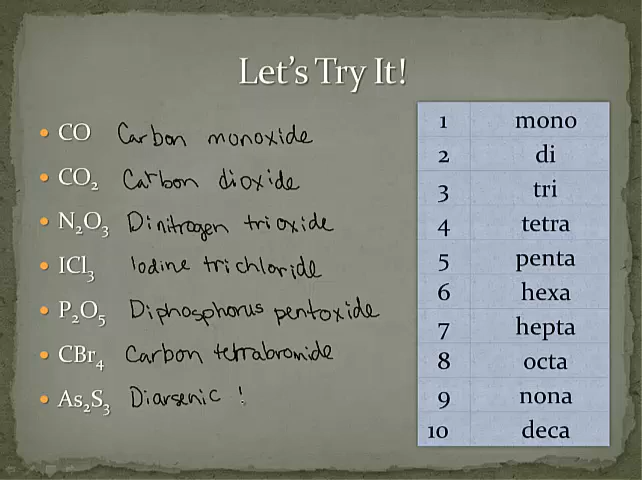 Let's Try It!
CO Carbon monoxide
CO₂ Carbon dioxide
N₂O₃ Dinitrogen trioxide
ICl₃ Iodine trichloride
P₂O₅ Diphosphorus pentoxide
CBr₄ Carbon tetrabromide
As₂S₃ Diarsenic
1 mono
2 di
3 tri
4 tetra
5 penta
6 hexa
7 hepta
8 octa
9 nona
10 deca